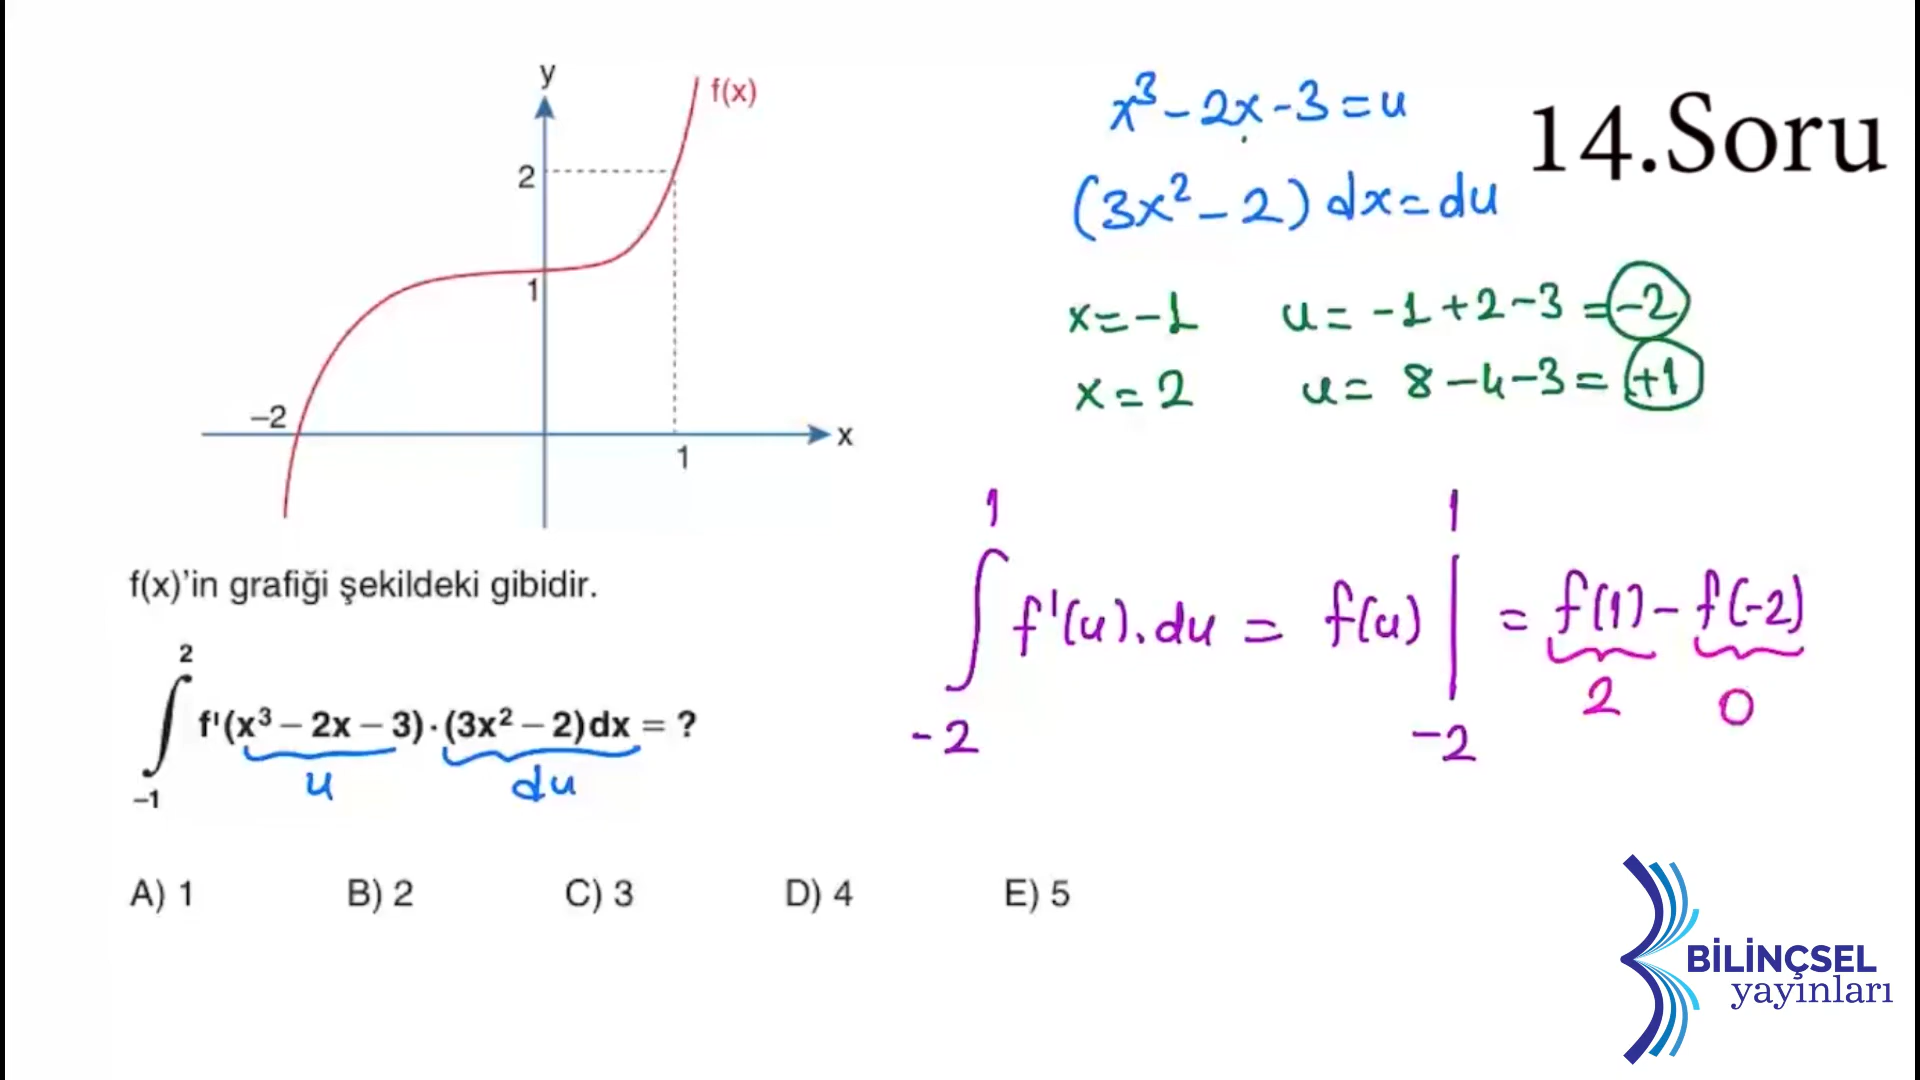 y
f(x)
2
1
-2
x
1
f(x)'in grafiği şekildeki gibidir.
2
∫ f'(x³ – 2x – 3) · (3x² – 2)dx = ?
-1
u
du
A) 1 B) 2 C) 3 D) 4 E) 5
x³ - 2x - 3 = u
(3x² - 2) dx = du
x = -1 u = -1 + 2 - 3 = -2
x = 2 u = 8 - 4 - 3 = +1
14.Soru
1 1
∫ f'(u). du = f(u) | = f(1) - f(-2)
-2 -2
2 0
BİLİNÇSEL
yayınları